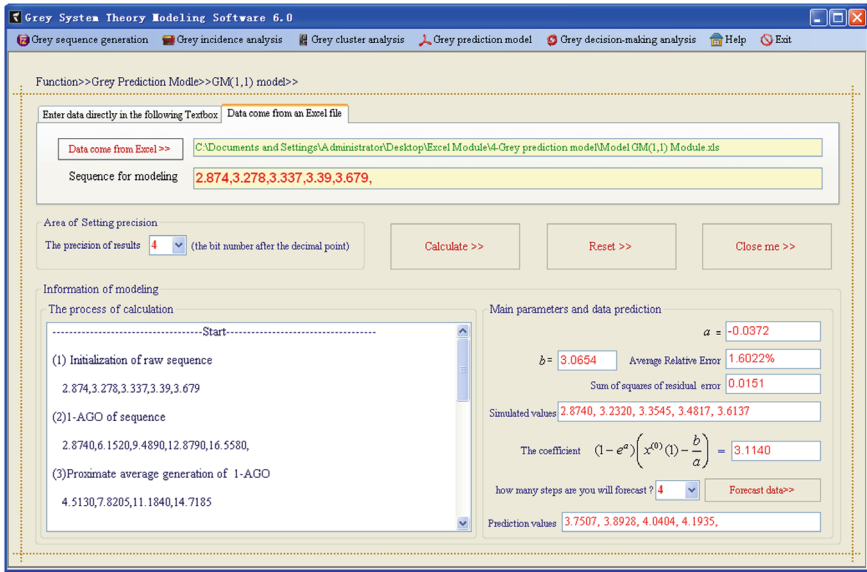 Grey System Theory Modeling Software 6.0
Grey sequence generation Grey incidence analysis Grey cluster analysis Grey prediction model Grey decision-making analysis Help Exit
Function>>Grey Prediction Modle>>GM(1,1) model>>
Enter data directly in the following Textbox Data come from an Excel file
Data come from Excel >> C:\Documents and Settings\Administrator\Desktop\Excel Module\4-Grey prediction model\Model GM(1,1) Module.xls
Sequence for modeling 2.874,3.278,3.337,3.39,3.679,
Area of Setting precision
The precision of results 4 (the bit number after the decimal point)
Calculate >> Reset >> Close me >>
Information of modeling
The process of calculation
----------------------------------Start----------------------------------
(1) Initialization of raw sequence
2.874,3.278,3.337,3.39,3.679
(2)1-AGO of sequence
2.8740,6.1520,9.4890,12.8790,16.5580,
(3)Proximate average generation of 1-AGO
4.5130,7.8205,11.1840,14.7185
Main parameters and data prediction
a = -0.0372
b = 3.0654 Average Relative Error 1.6022%
Sum of squares of residual error 0.0151
Simulated values 2.8740, 3.2320, 3.3545, 3.4817, 3.6137
The coefficient (1-e^a)(x^(0)(1)-b/a) = 3.1140
how many steps are you will forecast ? 4 Forecast data>>
Prediction values 3.7507, 3.8928, 4.0404, 4.1935,